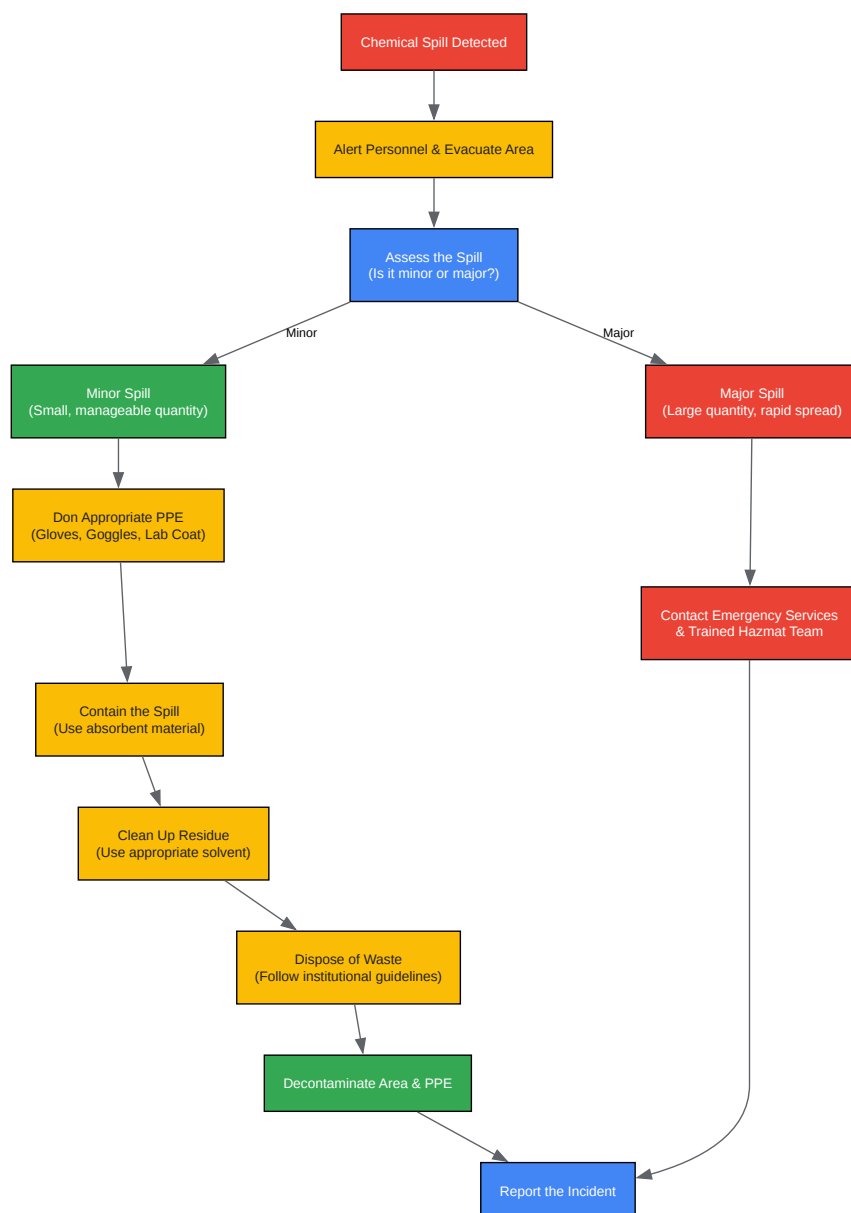 Chemical Spill Detected
Alert Personnel & Evacuate Area
Assess the Spill
(Is it minor or major?)
Minor
Major
Minor Spill
(Small, manageable quantity)
Major Spill
(Large quantity, rapid spread)
Don Appropriate PPE
(Gloves, Goggles, Lab Coat)
Contact Emergency Services
& Trained Hazmat Team
Contain the Spill
(Use absorbent material)
Clean Up Residue
(Use appropriate solvent)
Dispose of Waste
(Follow institutional guidelines)
Decontaminate Area & PPE
Report the Incident